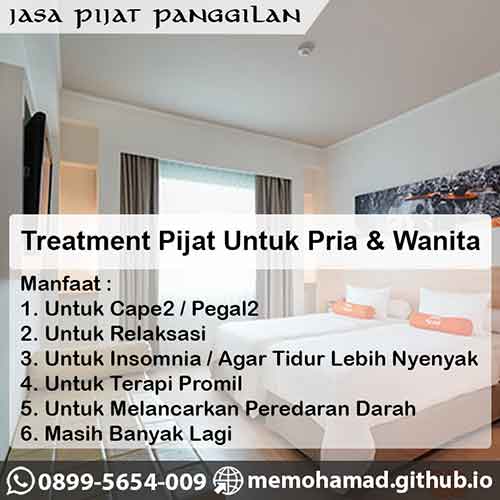 JASA PIJAT PANGGILAN
Treatment Pijat Untuk Pria & Wanita
Manfaat :
1. Untuk Cape2 / Pegal2
2. Untuk Relaksasi
3. Untuk Insomnia / Agar Tidur Lebih Nyenyak
4. Untuk Terapi Promil
5. Untuk Melancarkan Peredaran Darah
6. Masih Banyak Lagi
0899-5654-009 memohamad.github.io